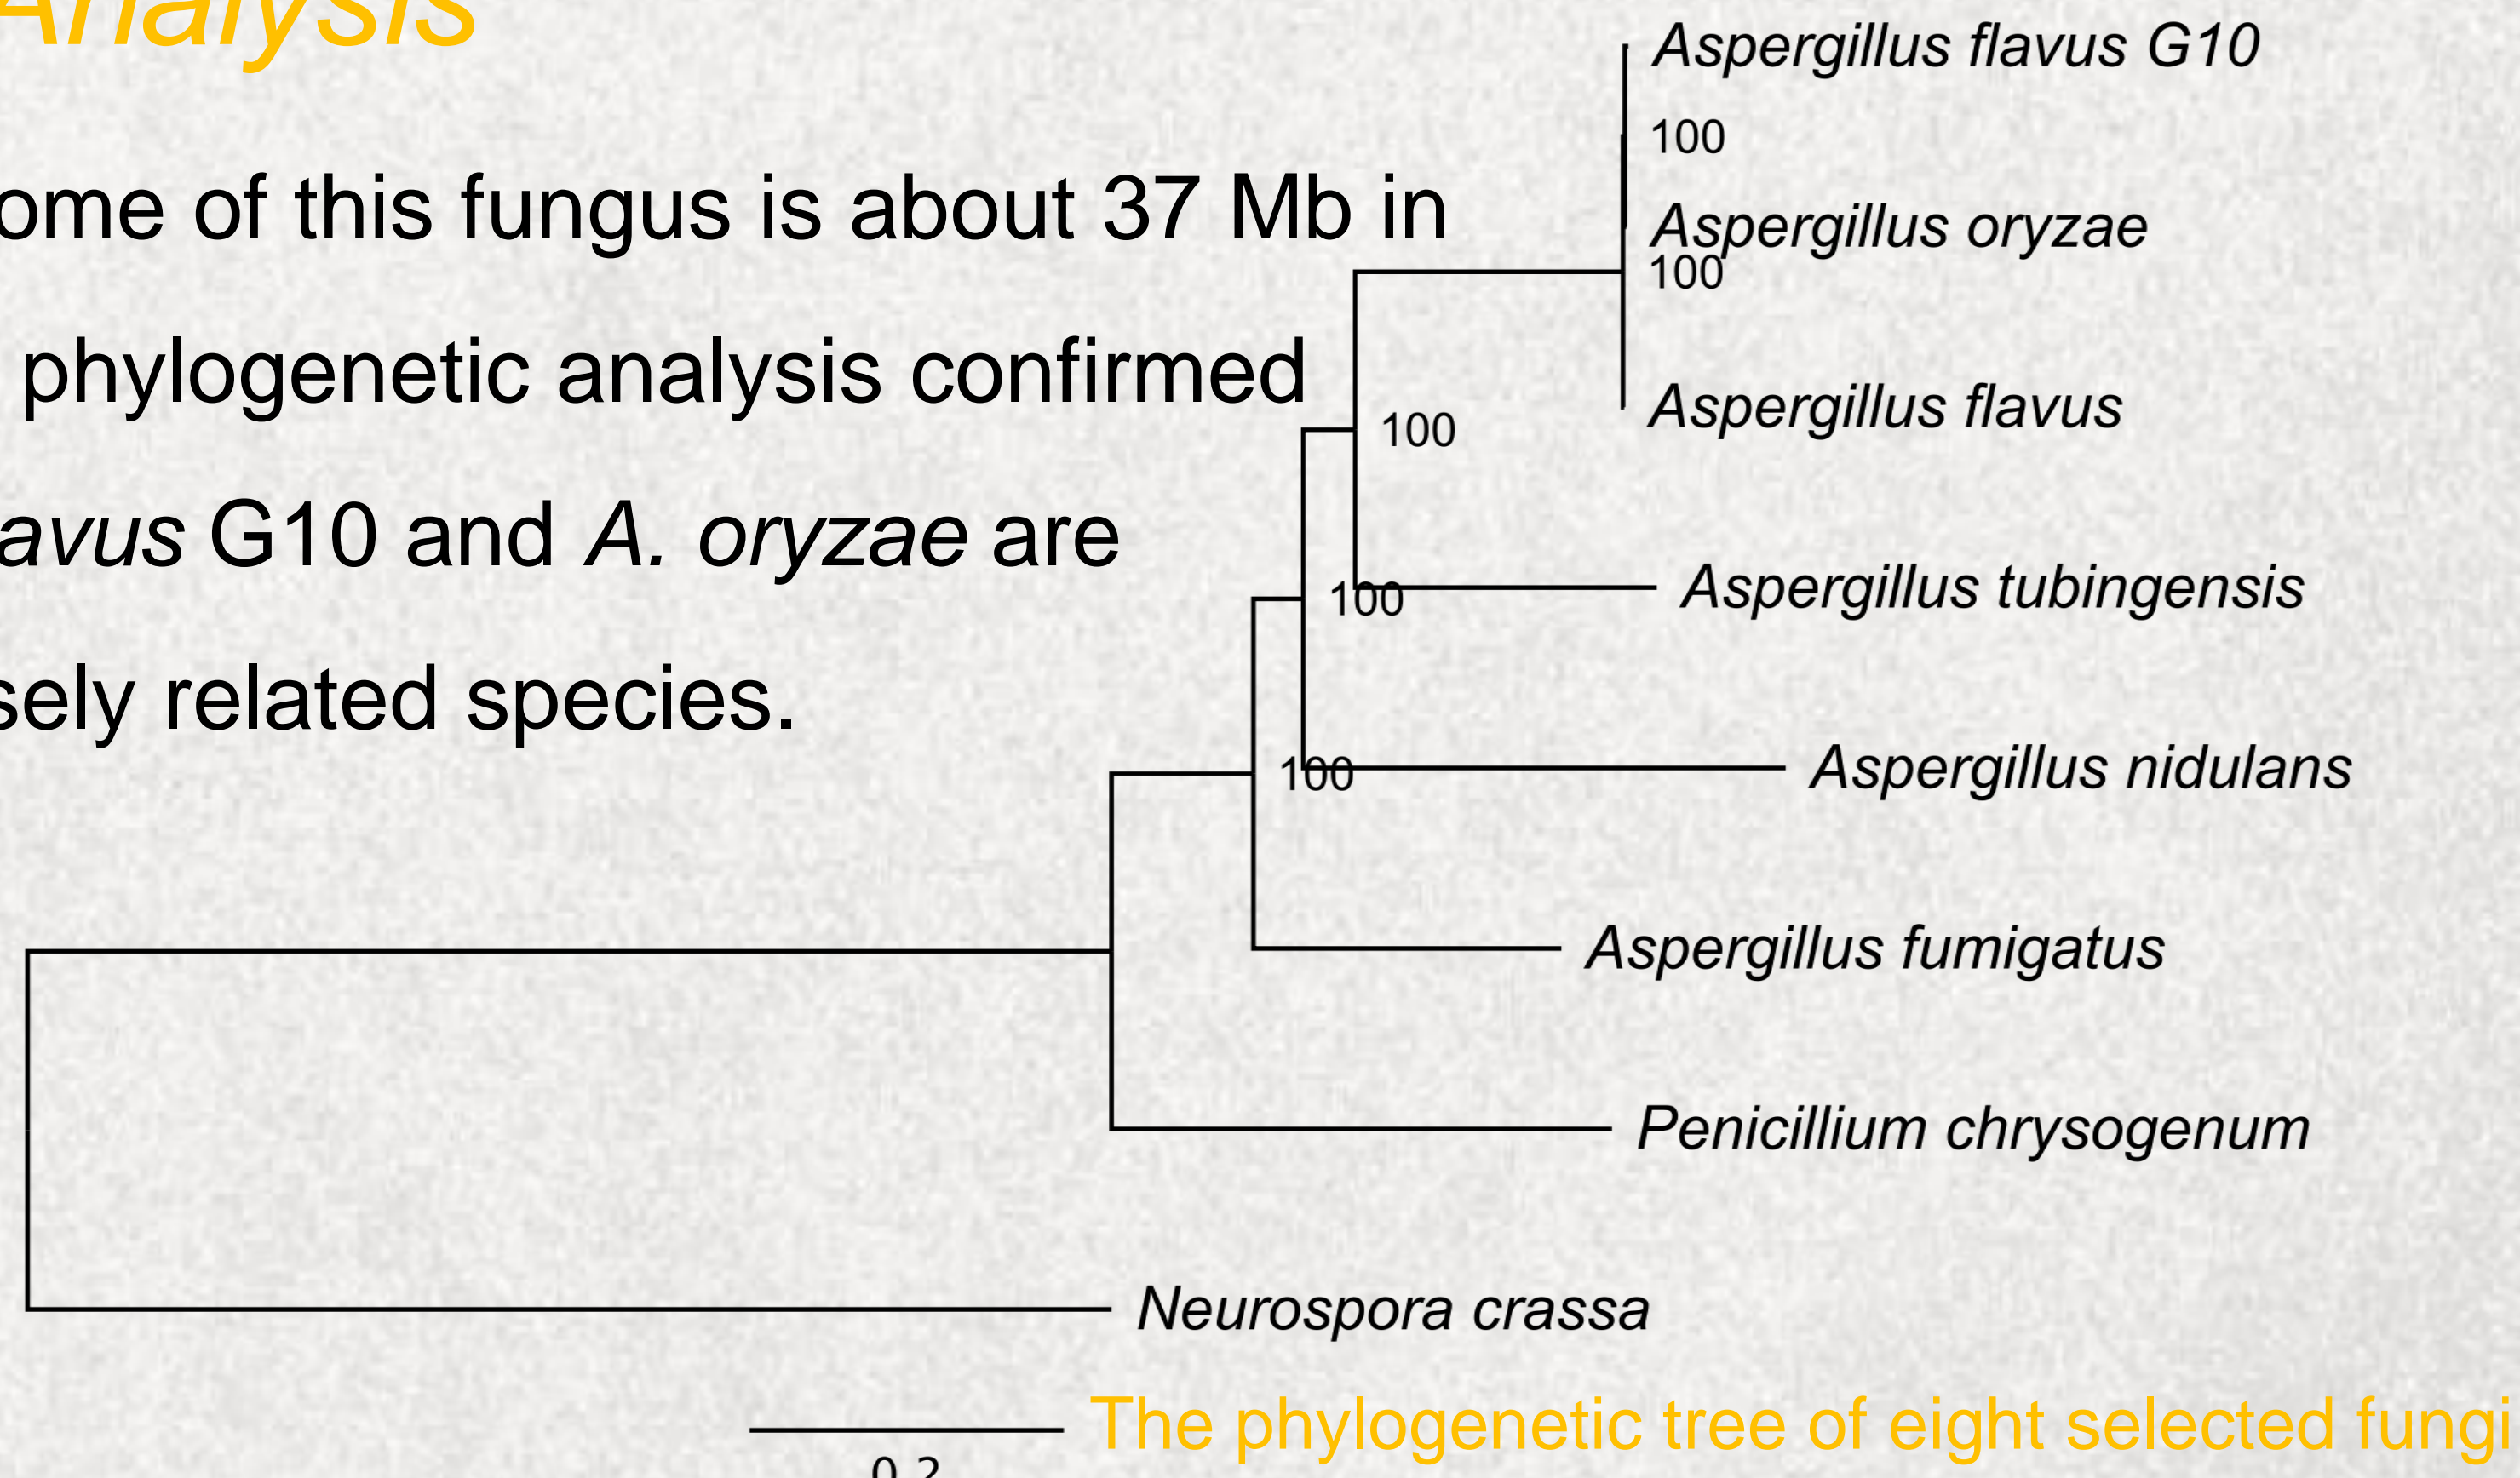 Analysis
ome of this fungus is about 37 Mb in
phylogenetic analysis confirmed
avus G10 and A. oryzae are
sely related species.
Aspergillus flavus G10
100
Aspergillus oryzae
100
Aspergillus flavus
100
Aspergillus tubingensis
100
Aspergillus nidulans
100
Aspergillus fumigatus
Penicillium chrysogenum
Neurospora crassa
The phylogenetic tree of eight selected fungi
0.2